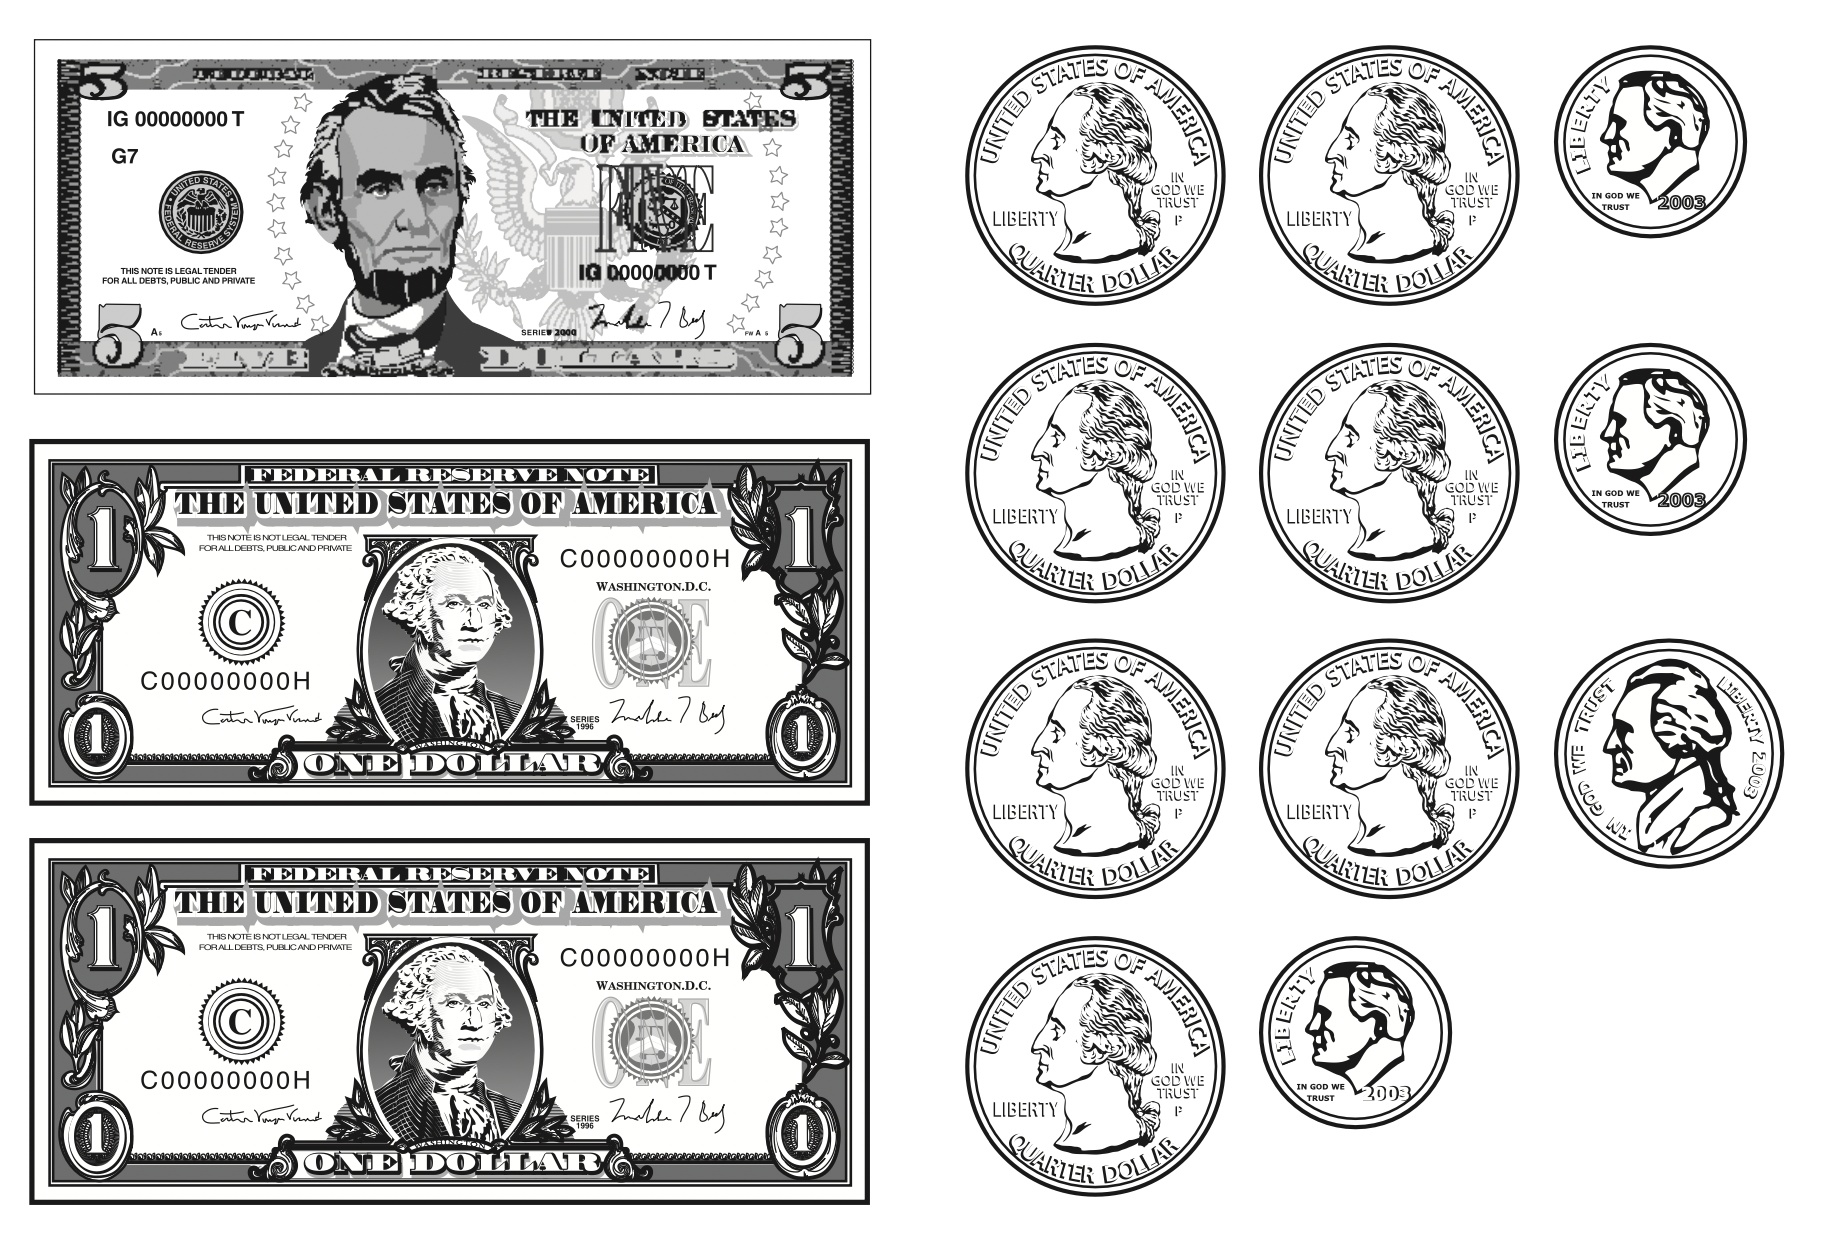 FEDERAL RESERVE NOTE
5 5
IG 00000000 T
G7
UNITED STATES
FEDERAL RESERVE SYSTEM
THIS NOTE IS LEGAL TENDER
FOR ALL DEBTS, PUBLIC AND PRIVATE
THE UNITED STATES
OF AMERICA
IG 00000000 T
SERIES 2000
A 5
FW A 5
5 5
FIVE DOLLARS
FEDERAL RESERVE NOTE
THE UNITED STATES OF AMERICA
1 1
THIS NOTE IS NOT LEGAL TENDER
FOR ALL DEBTS, PUBLIC AND PRIVATE
C00000000H
WASHINGTON.D.C.
ONE
C
C00000000H
SERIES
1996
WASHINGTON
1 1
ONE DOLLAR
FEDERAL RESERVE NOTE
THE UNITED STATES OF AMERICA
1 1
THIS NOTE IS NOT LEGAL TENDER
FOR ALL DEBTS, PUBLIC AND PRIVATE
C00000000H
WASHINGTON.D.C.
ONE
C
C00000000H
SERIES
1996
WASHINGTON
1 1
ONE DOLLAR
UNITED STATES OF AMERICA
IN
GOD WE
TRUST
LIBERTY
P
QUARTER DOLLAR
UNITED STATES OF AMERICA
IN
GOD WE
TRUST
LIBERTY
P
QUARTER DOLLAR
LIBERTY
IN GOD WE
TRUST
2003
UNITED STATES OF AMERICA
IN
GOD WE
TRUST
LIBERTY
P
QUARTER DOLLAR
UNITED STATES OF AMERICA
IN
GOD WE
TRUST
LIBERTY
P
QUARTER DOLLAR
LIBERTY
IN GOD WE
TRUST
2003
UNITED STATES OF AMERICA
IN
GOD WE
TRUST
LIBERTY
P
QUARTER DOLLAR
UNITED STATES OF AMERICA
IN
GOD WE
TRUST
LIBERTY
P
QUARTER DOLLAR
IN GOD WE TRUST
LIBERTY 2003
UNITED STATES OF AMERICA
IN
GOD WE
TRUST
LIBERTY
P
QUARTER DOLLAR
LIBERTY
IN GOD WE
TRUST
2003